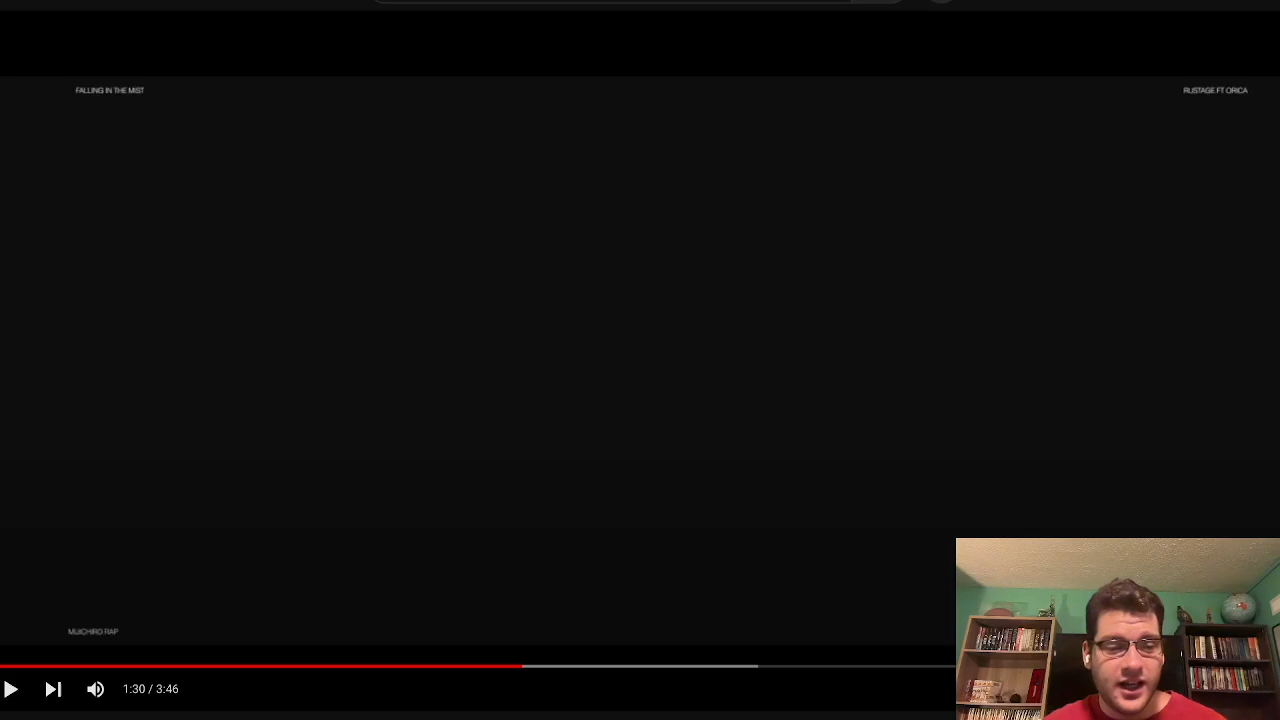 FALLING IN THE MIST
RUSTAGE FT ORICA
MUICHIRO RAP
1:30 / 3:46